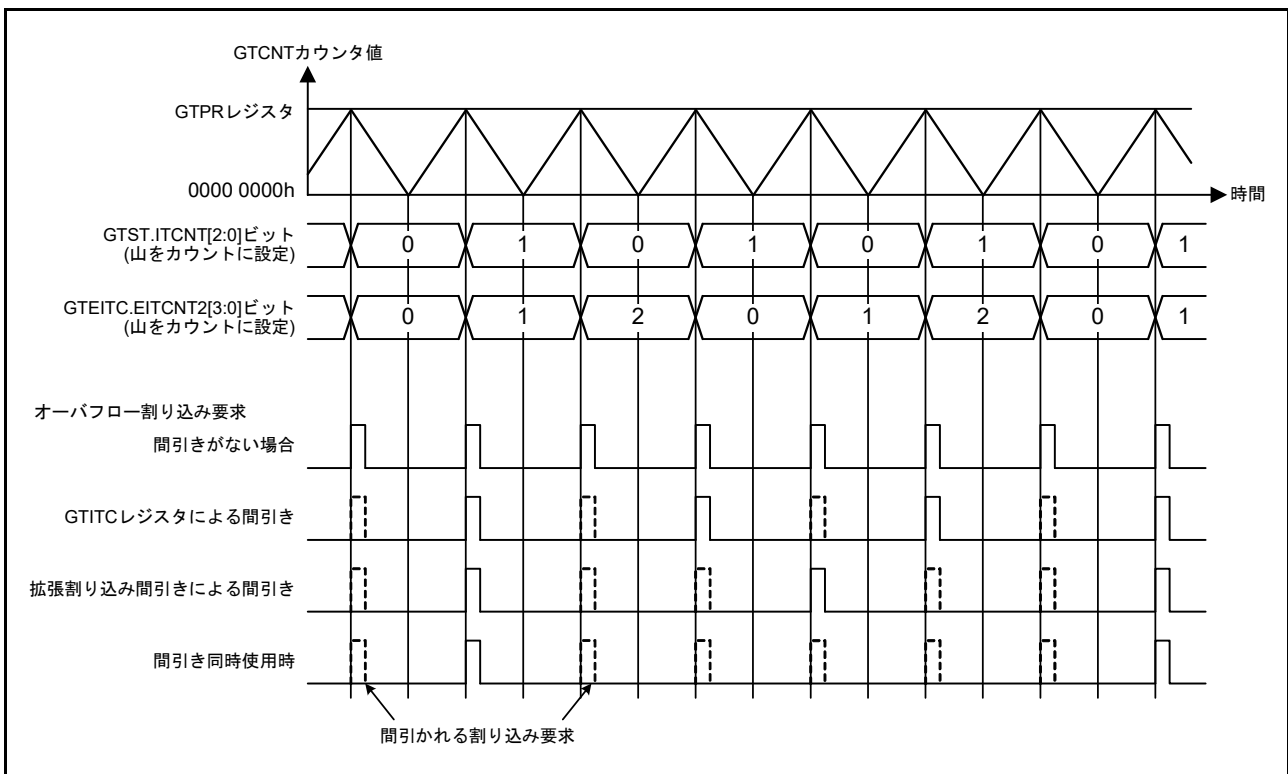 GTCNTカウンタ値
GTPRレジスタ
0000 0000h
時間
GTST.ITCNT[2:0]ビット
(山をカウントに設定)
0 1 0 1 0 1 0 1
GTEITC.EITCNT2[3:0]ビット
(山をカウントに設定)
0 1 2 0 1 2 0 1
オーバフロー割り込み要求
間引きがない場合
GTITCレジスタによる間引き
拡張割り込み間引きによる間引き
間引き同時使用時
間引かれる割り込み要求